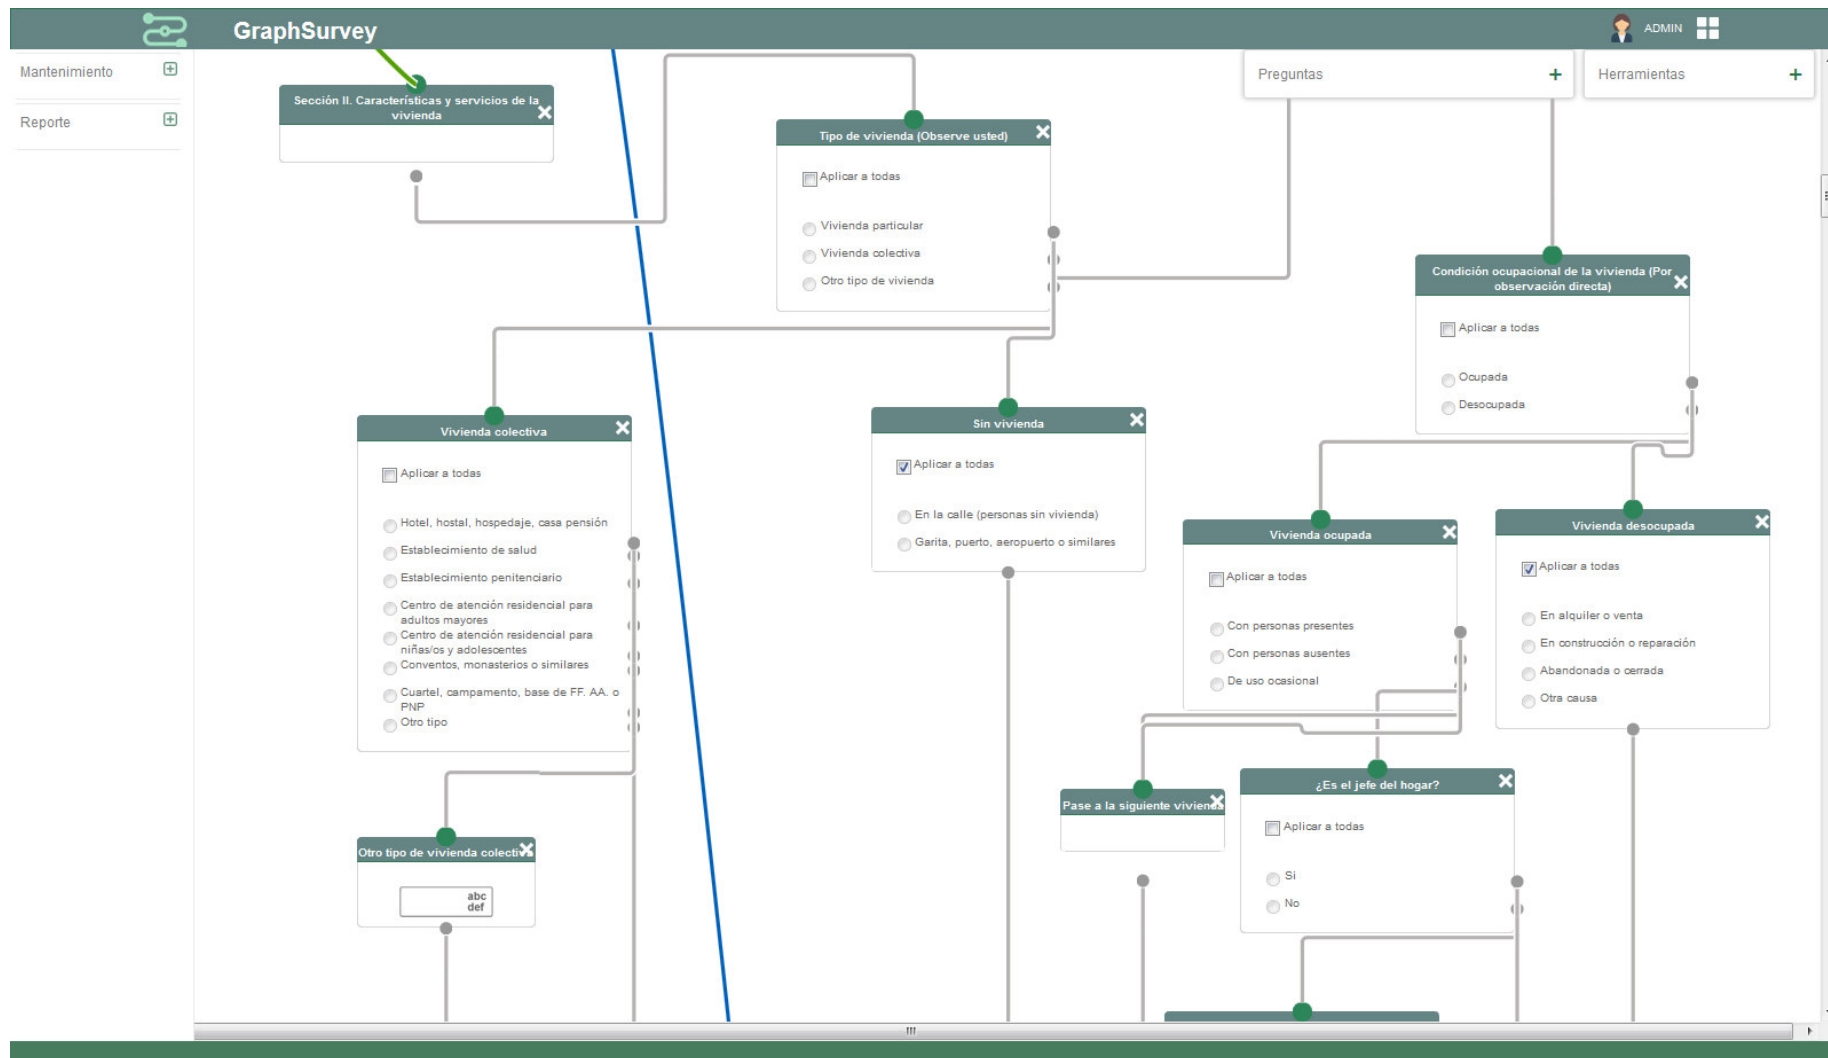 GraphSurvey
ADMIN
Mantenimiento
Reporte
Preguntas
Herramientas
Sección II. Características y servicios de la
vivienda
Tipo de vivienda (Observe usted)
Aplicar a todas
Vivienda particular
Vivienda colectiva
Otro tipo de vivienda
Condición ocupacional de la vivienda (Por
observación directa)
Aplicar a todas
Ocupada
Desocupada
Vivienda colectiva
Aplicar a todas
Hotel, hostal, hospedaje, casa pensión
Establecimiento de salud
Establecimiento penitenciario
Centro de atención residencial para
adultos mayores
Centro de atención residencial para
niñas/os y adolescentes
Conventos, monasterios o similares
Cuartel, campamento, base de FF. AA. o
PNP
Otro tipo
Sin vivienda
Aplicar a todas
En la calle (personas sin vivienda)
Garita, puerto, aeropuerto o similares
Vivienda ocupada
Aplicar a todas
Con personas presentes
Con personas ausentes
De uso ocasional
Vivienda desocupada
Aplicar a todas
En alquiler o venta
En construcción o reparación
Abandonada o cerrada
Otra causa
Pase a la siguiente vivienda
¿Es el jefe del hogar?
Aplicar a todas
Si
No
Otro tipo de vivienda colectiva
abc
def